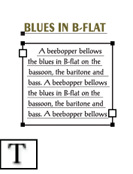 BLUES IN B-FLAT
A beebopper bellows
the blues in B-flat on the
bassoon, the baritone and
bass. A beebopper bellows
the blues in B-flat on the
bassoon, the baritone and
bass. A beebopper bellows
T